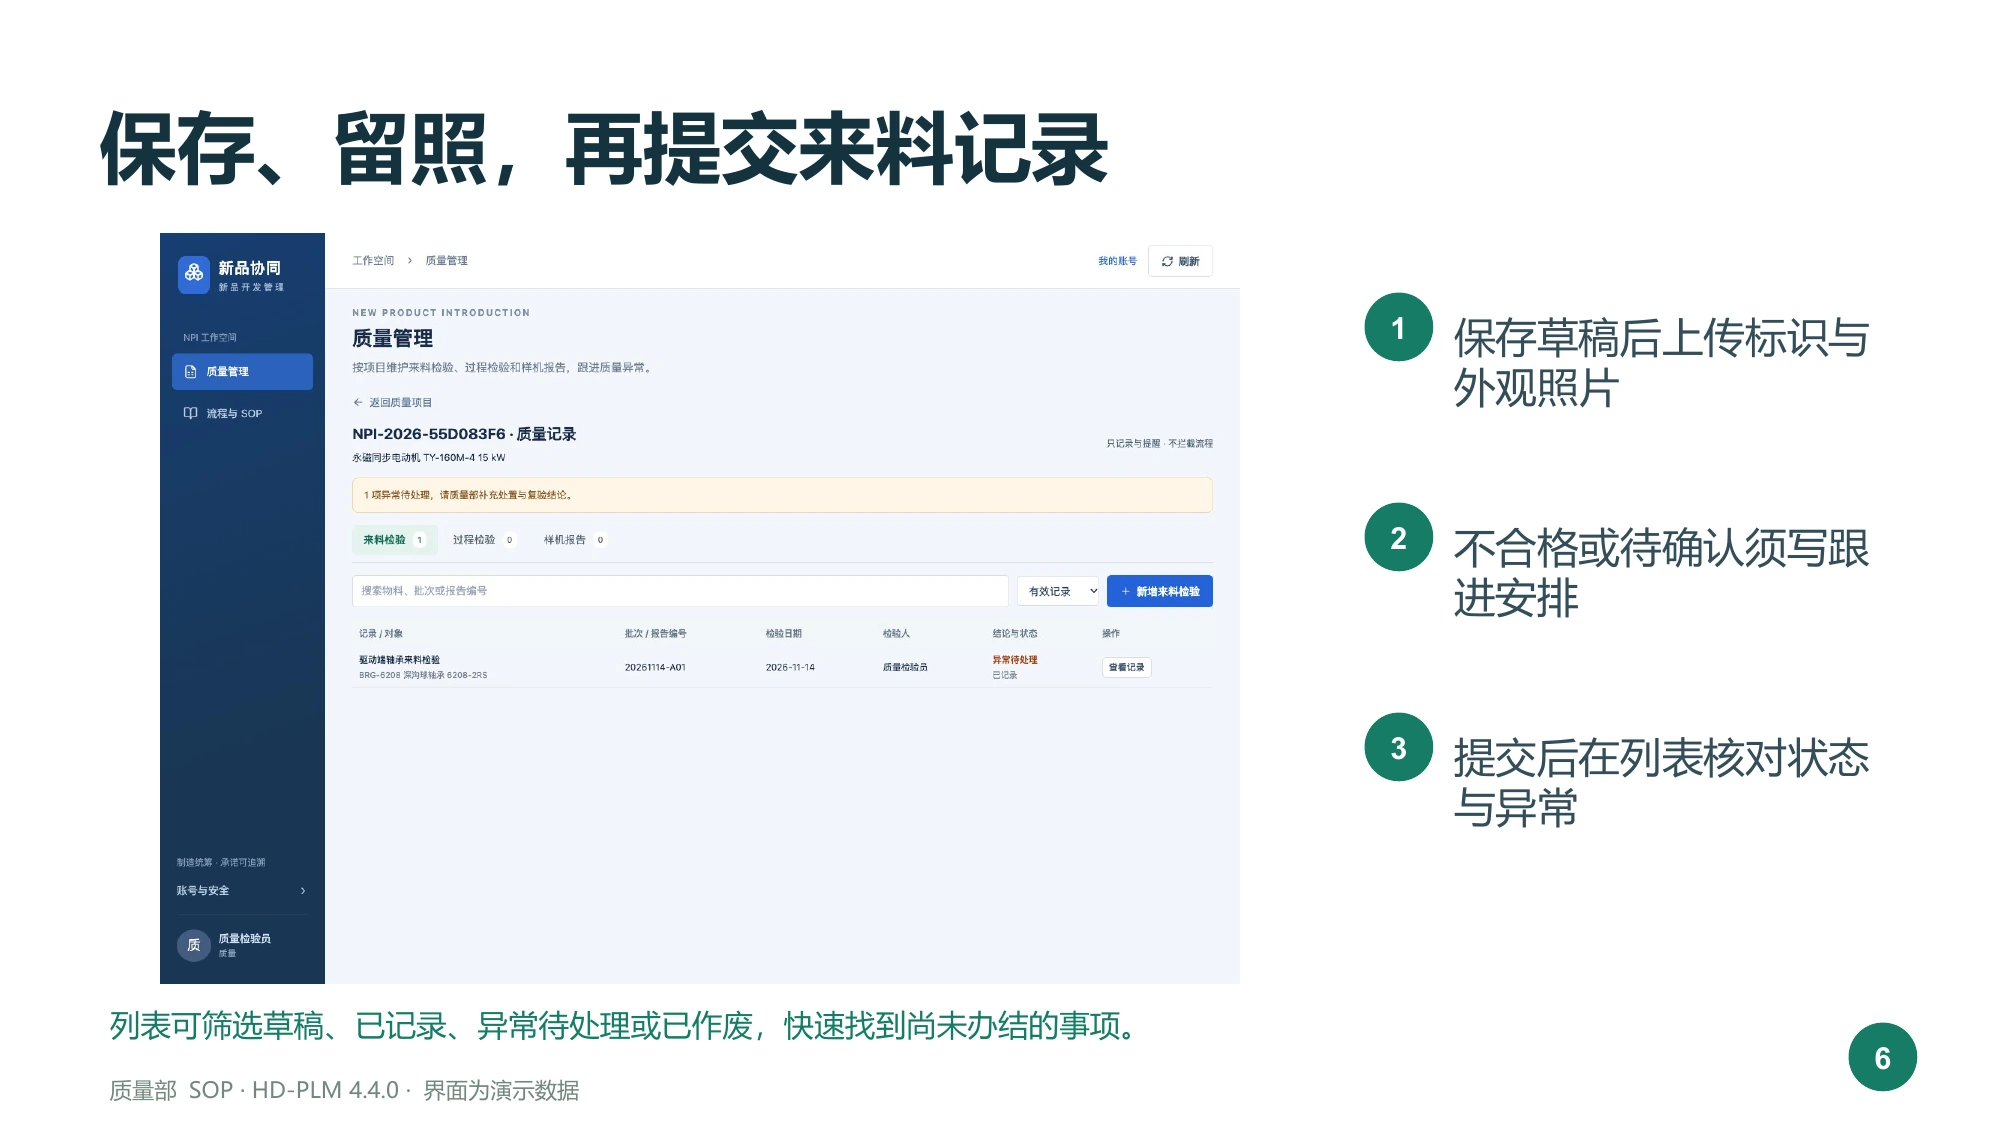 保存、留照，再提交来料记录
新品协同
新品开发管理
NPI 工作空间
质量管理
流程与 SOP
制造统筹 · 承诺可追溯
账号与安全
质
质量检验员
质量
工作空间 > 质量管理
我的账号
刷新
NEW PRODUCT INTRODUCTION
质量管理
按项目维护来料检验、过程检验和样机报告，跟进质量异常。
← 返回质量项目
NPI-2026-55D083F6 · 质量记录
永磁同步电动机 TY-160M-4 15 kW
只记录与提醒 · 不拦截流程
1 项异常待处理，请质量部补充处置与复验结论。
来料检验 1 过程检验 0 样机报告 0
搜索物料、批次或报告编号
有效记录
+ 新增来料检验
记录 / 对象 批次 / 报告编号 检验日期 检验人 结论与状态 操作
驱动端轴承来料检验
BRG-6208 深沟球轴承 6208-2RS
20261114-A01
2026-11-14
质量检验员
异常待处理
已记录
查看记录
1
保存草稿后上传标识与
外观照片
2
不合格或待确认须写跟
进安排
3
提交后在列表核对状态
与异常
列表可筛选草稿、已记录、异常待处理或已作废，快速找到尚未办结的事项。
质量部 SOP · HD-PLM 4.4.0 · 界面为演示数据
6